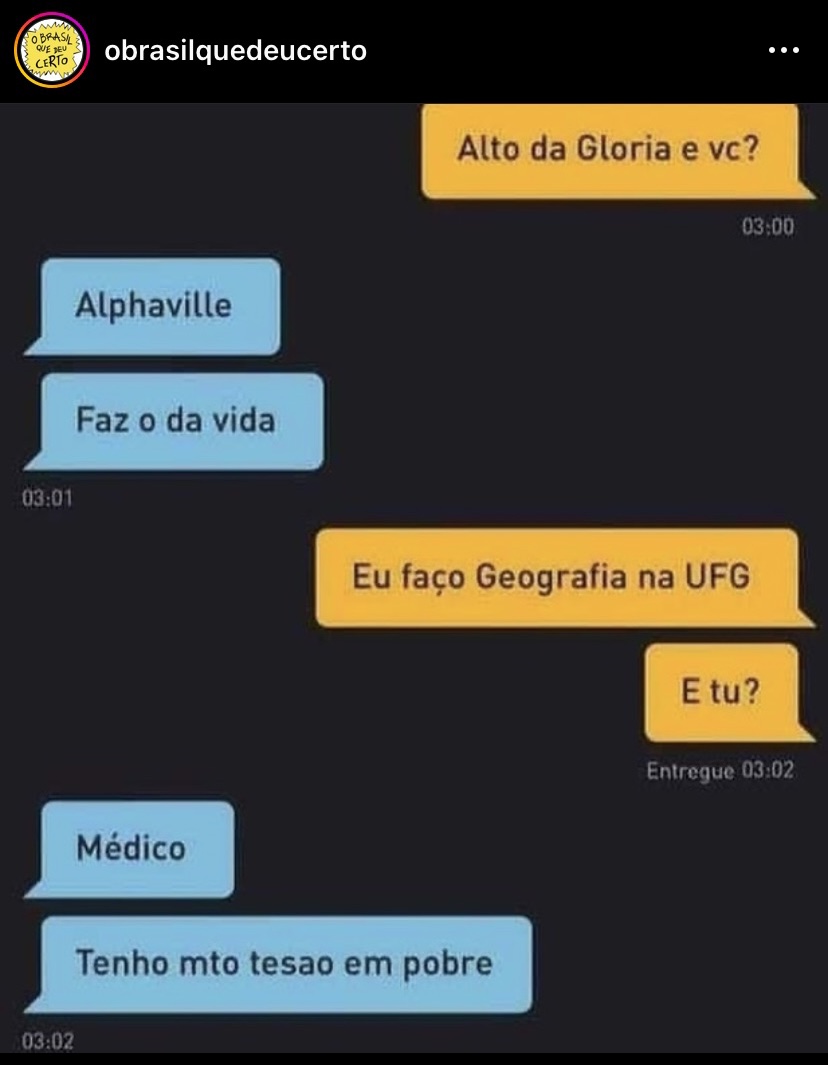 O BRASIL
QUE DEU
CERTO
obrasilquedeucerto
Alto da Gloria e vc?
03:00
Alphaville
Faz o da vida
03:01
Eu faço Geografia na UFG
E tu?
Entregue 03:02
Médico
Tenho mto tesao em pobre
03:02